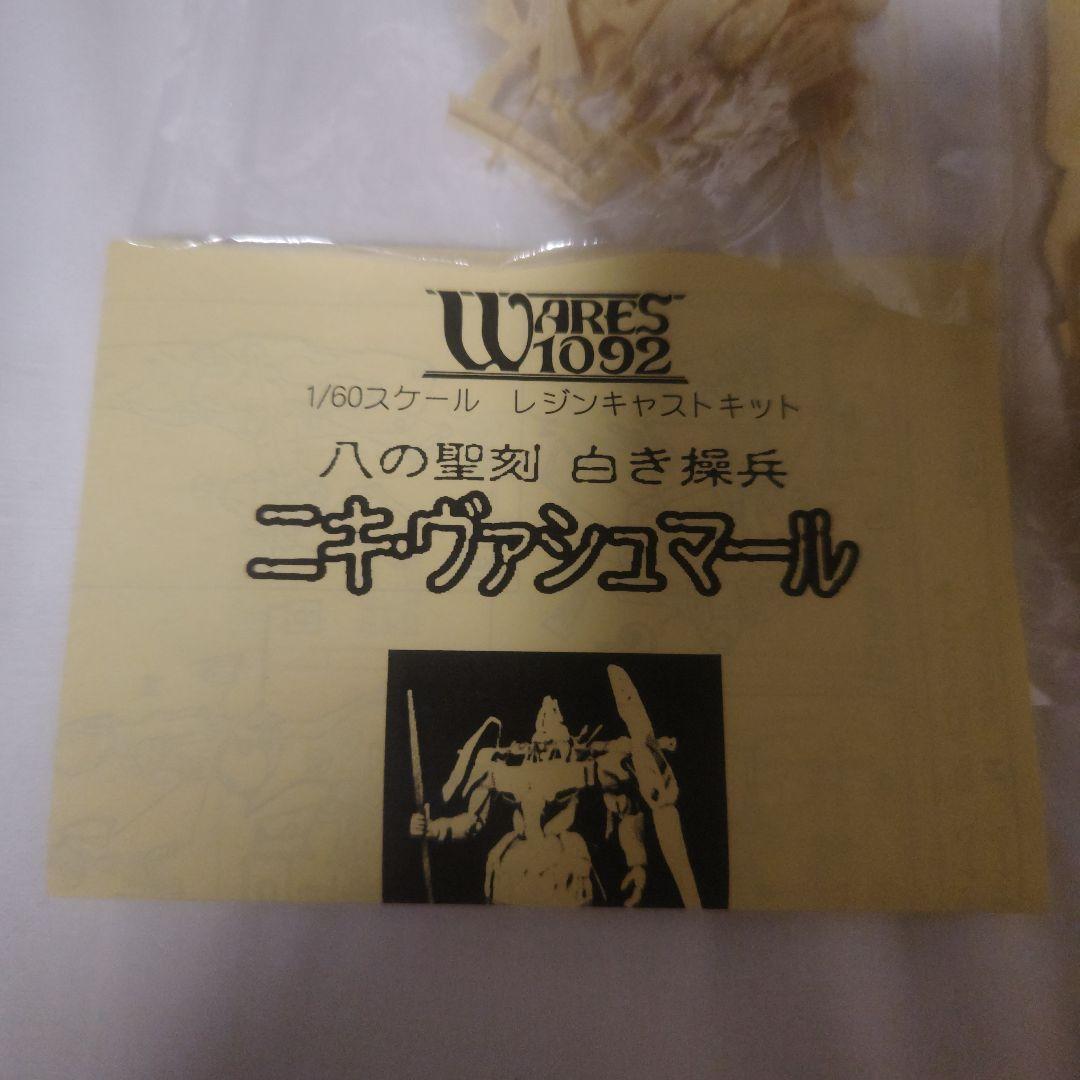 WARES
1092
1/60スケール　レジンキャストキット
八の聖刻 白き操兵
ニキ・ヴァシュマール